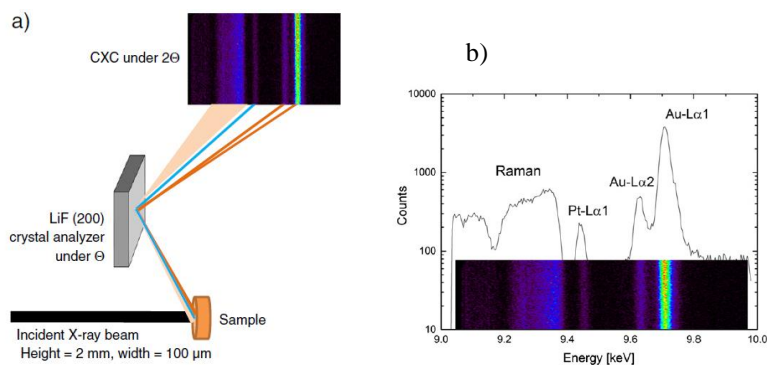 a)
CXC under 2Θ
LiF (200)
crystal analyzer
under Θ
Sample
Incident X-ray beam
Height = 2 mm, width = 100 µm
b)
10000
1000
100
10
Counts
Raman
Pt-Lα1
Au-Lα2
Au-Lα1
9.0
9.2
9.4
9.6
9.8
10.0
Energy [keV]